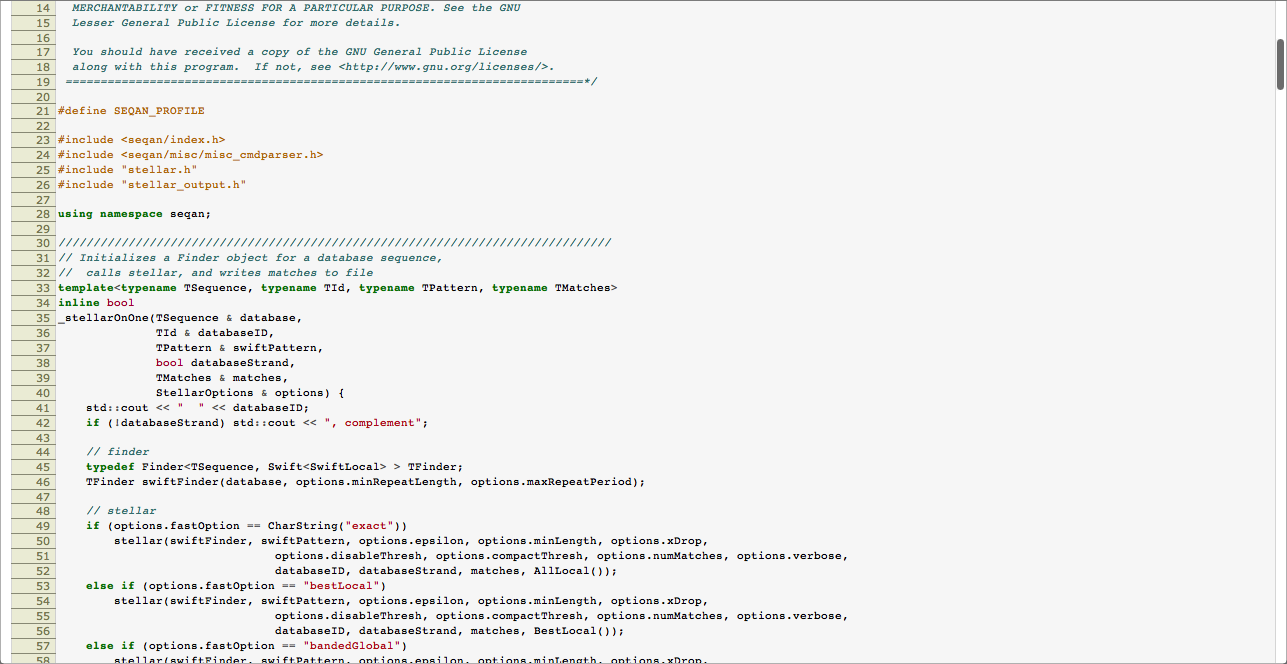 14 MERCHANTABILITY or FITNESS FOR A PARTICULAR PURPOSE. See the GNU
15 Lesser General Public License for more details.
16
17 You should have received a copy of the GNU General Public License
18 along with this program.  If not, see <http://www.gnu.org/licenses/>.
19 ==========================================================================*/
20
21 #define SEQAN_PROFILE
22
23 #include <seqan/index.h>
24 #include <seqan/misc/misc_cmdparser.h>
25 #include "stellar.h"
26 #include "stellar_output.h"
27
28 using namespace seqan;
29
30 ///////////////////////////////////////////////////////////////////////////////
31 // Initializes a Finder object for a database sequence,
32 //  calls stellar, and writes matches to file
33 template<typename TSequence, typename TId, typename TPattern, typename TMatches>
34 inline bool
35 _stellarOnOne(TSequence & database,
36 TId & databaseID,
37 TPattern & swiftPattern,
38 bool databaseStrand,
39 TMatches & matches,
40 StellarOptions & options) {
41 std::cout << "  " << databaseID;
42 if (!databaseStrand) std::cout << ", complement";
43
44 // finder
45 typedef Finder<TSequence, Swift<SwiftLocal> > TFinder;
46 TFinder swiftFinder(database, options.minRepeatLength, options.maxRepeatPeriod);
47
48 // stellar
49 if (options.fastOption == CharString("exact"))
50 stellar(swiftFinder, swiftPattern, options.epsilon, options.minLength, options.xDrop,
51 options.disableThresh, options.compactThresh, options.numMatches, options.verbose,
52 databaseID, databaseStrand, matches, AllLocal());
53 else if (options.fastOption == "bestLocal")
54 stellar(swiftFinder, swiftPattern, options.epsilon, options.minLength, options.xDrop,
55 options.disableThresh, options.compactThresh, options.numMatches, options.verbose,
56 databaseID, databaseStrand, matches, BestLocal());
57 else if (options.fastOption == "bandedGlobal")
58 stellar(swiftFinder, swiftPattern, options.epsilon, options.minLength, options.xDrop,